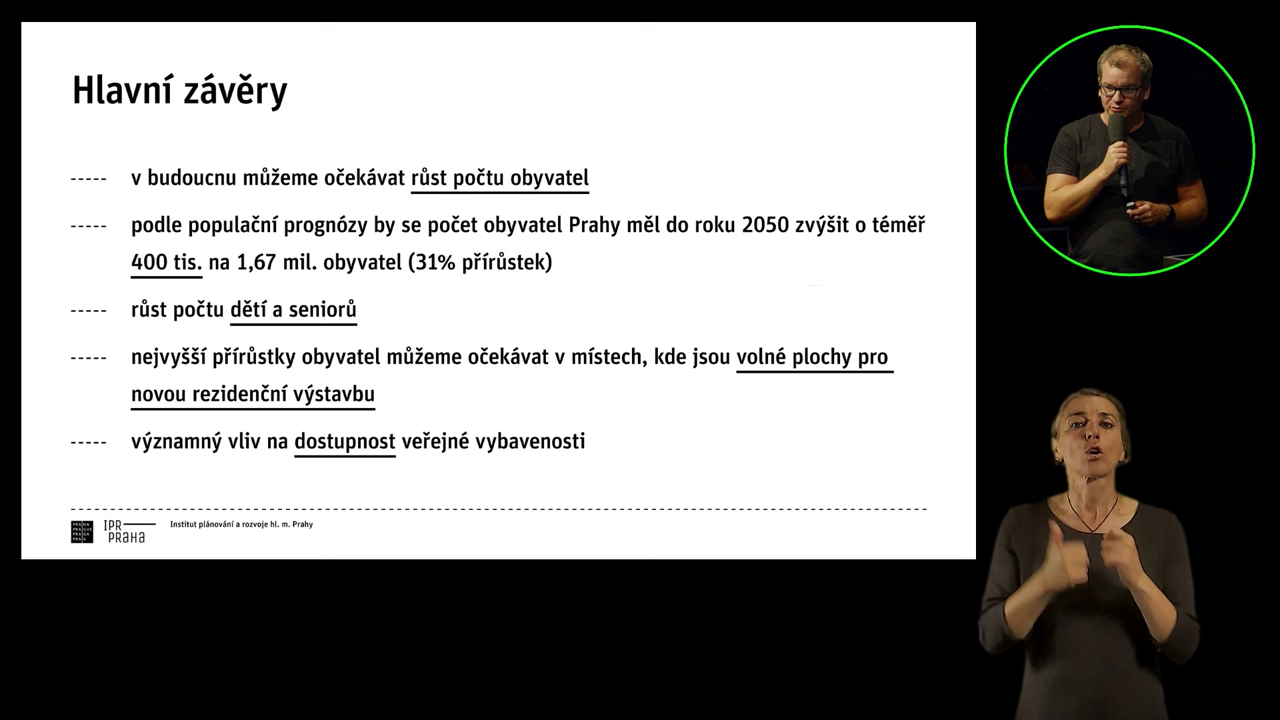 Hlavní závěry
----- v budoucnu můžeme očekávat růst počtu obyvatel
----- podle populační prognózy by se počet obyvatel Prahy měl do roku 2050 zvýšit o téměř
400 tis. na 1,67 mil. obyvatel (31% přírůstek)
----- růst počtu dětí a seniorů
----- nejvyšší přírůstky obyvatel můžeme očekávat v místech, kde jsou volné plochy pro
novou rezidenční výstavbu
----- významný vliv na dostupnost veřejné vybavenosti
IPR
PRAHA
Institut plánování a rozvoje hl. m. Prahy